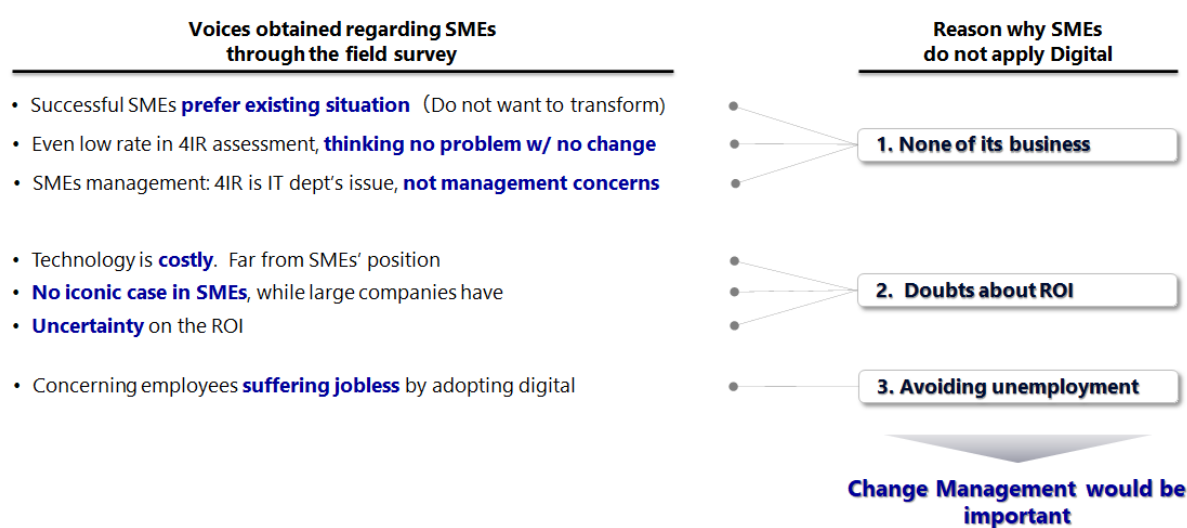 Voices obtained regarding SMEs
through the field survey
Reason why SMEs
do not apply Digital
• Successful SMEs prefer existing situation（Do not want to transform)
• Even low rate in 4IR assessment, thinking no problem w/ no change
• SMEs management: 4IR is IT dept's issue, not management concerns
1. None of its business
• Technology is costly.  Far from SMEs' position
• No iconic case in SMEs, while large companies have
• Uncertainty on the ROI
2.  Doubts about ROI
• Concerning employees suffering jobless by adopting digital
3. Avoiding unemployment
Change Management would be
important